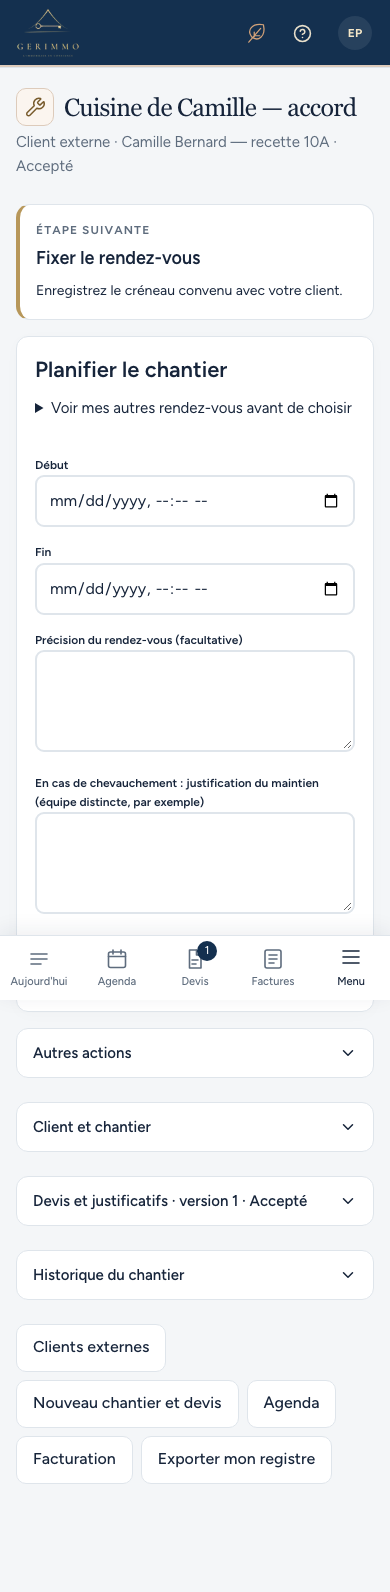 GERIMMO
EP
Cuisine de Camille — accord
Client externe · Camille Bernard — recette 10A ·
Accepté
ÉTAPE SUIVANTE
Fixer le rendez-vous
Enregistrez le créneau convenu avec votre client.
Planifier le chantier
Voir mes autres rendez-vous avant de choisir
Début
mm/dd/yyyy, --:-- --
Fin
mm/dd/yyyy, --:-- --
Précision du rendez-vous (facultative)
En cas de chevauchement : justification du maintien
(équipe distincte, par exemple)
1
Aujourd'hui Agenda Devis Factures Menu
Autres actions
Client et chantier
Devis et justificatifs · version 1 · Accepté
Historique du chantier
Clients externes
Nouveau chantier et devis Agenda
Facturation Exporter mon registre